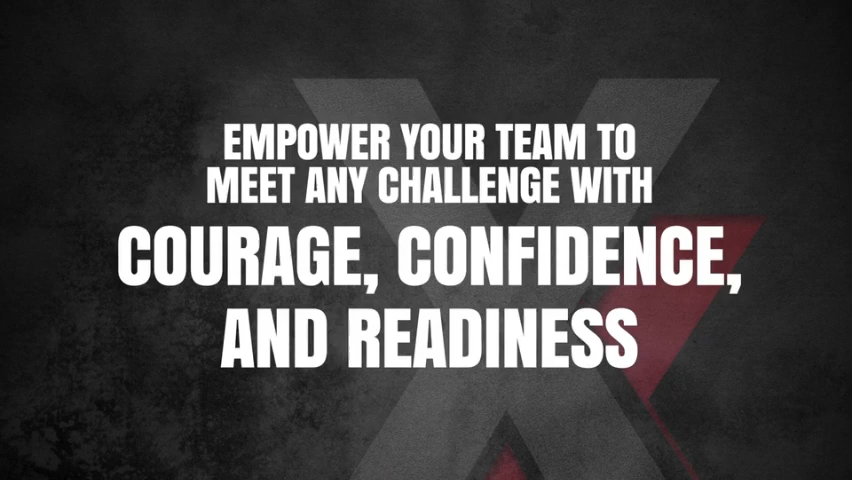 EMPOWER YOUR TEAM TO
MEET ANY CHALLENGE WITH
COURAGE, CONFIDENCE,
AND READINESS